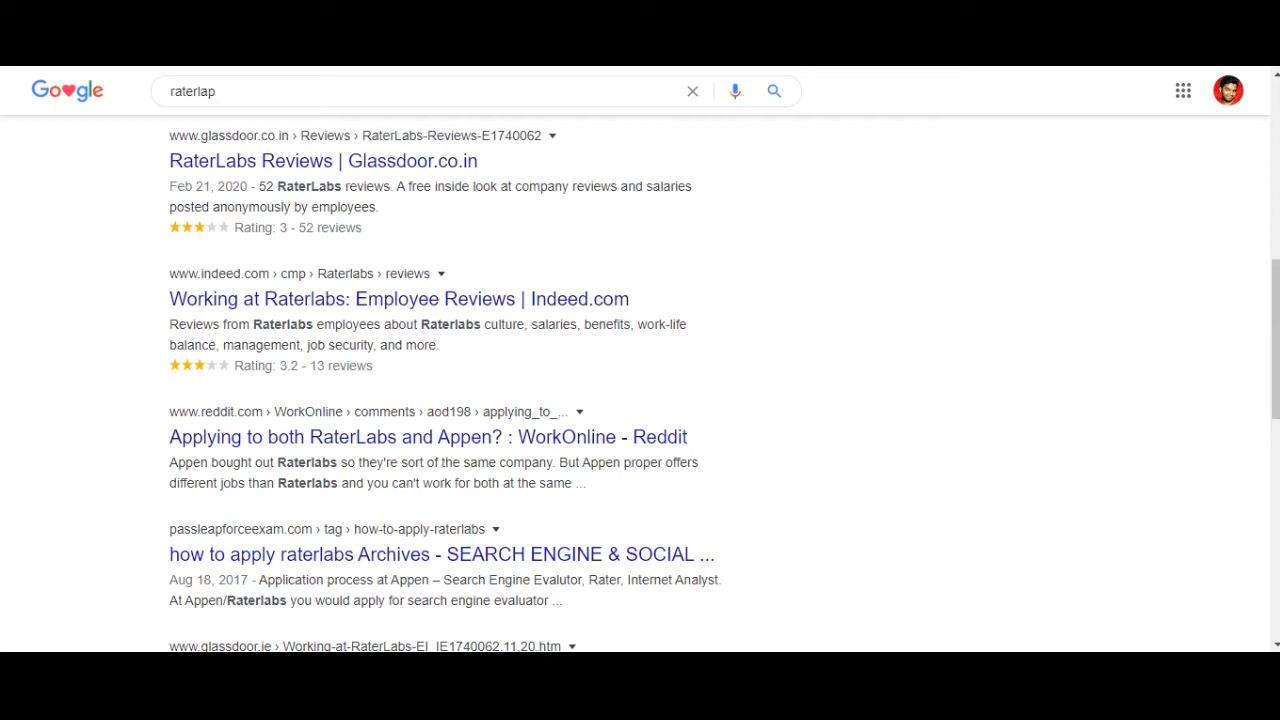 Google
raterlap
www.glassdoor.co.in › Reviews › RaterLabs-Reviews-E1740062
RaterLabs Reviews | Glassdoor.co.in
Feb 21, 2020 - 52 RaterLabs reviews. A free inside look at company reviews and salaries
posted anonymously by employees.
Rating: 3 - 52 reviews
www.indeed.com › cmp › Raterlabs › reviews
Working at Raterlabs: Employee Reviews | Indeed.com
Reviews from Raterlabs employees about Raterlabs culture, salaries, benefits, work-life
balance, management, job security, and more.
Rating: 3.2 - 13 reviews
www.reddit.com › WorkOnline › comments › aod198 › applying_to_...
Applying to both RaterLabs and Appen? : WorkOnline - Reddit
Appen bought out Raterlabs so they're sort of the same company. But Appen proper offers
different jobs than Raterlabs and you can't work for both at the same ...
passleapforceexam.com › tag › how-to-apply-raterlabs
how to apply raterlabs Archives - SEARCH ENGINE & SOCIAL ...
Aug 18, 2017 - Application process at Appen – Search Engine Evalutor, Rater, Internet Analyst.
At Appen/Raterlabs you would apply for search engine evaluator ...
www.glassdoor.ie › Working-at-RaterLabs-EI_IE1740062.11,20.htm